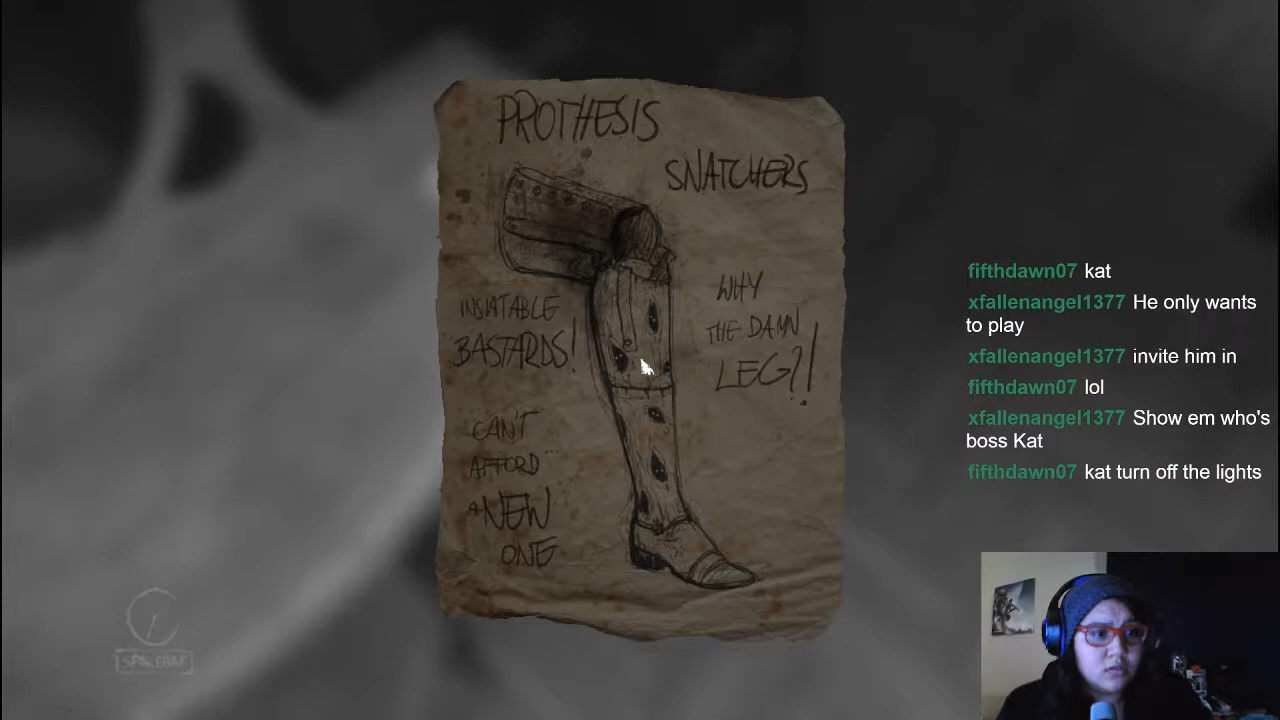 PROTHESIS
SNATCHERS
INSIATABLE
BASTARDS!
WHY
THE DAMN
LEG?!
CAN'T
AFFORD
A NEW
ONE
SPACEBAR
fifthdawn07 kat
xfallenangel1377 He only wants
to play
xfallenangel1377 invite him in
fifthdawn07 lol
xfallenangel1377 Show em who's
boss Kat
fifthdawn07 kat turn off the lights